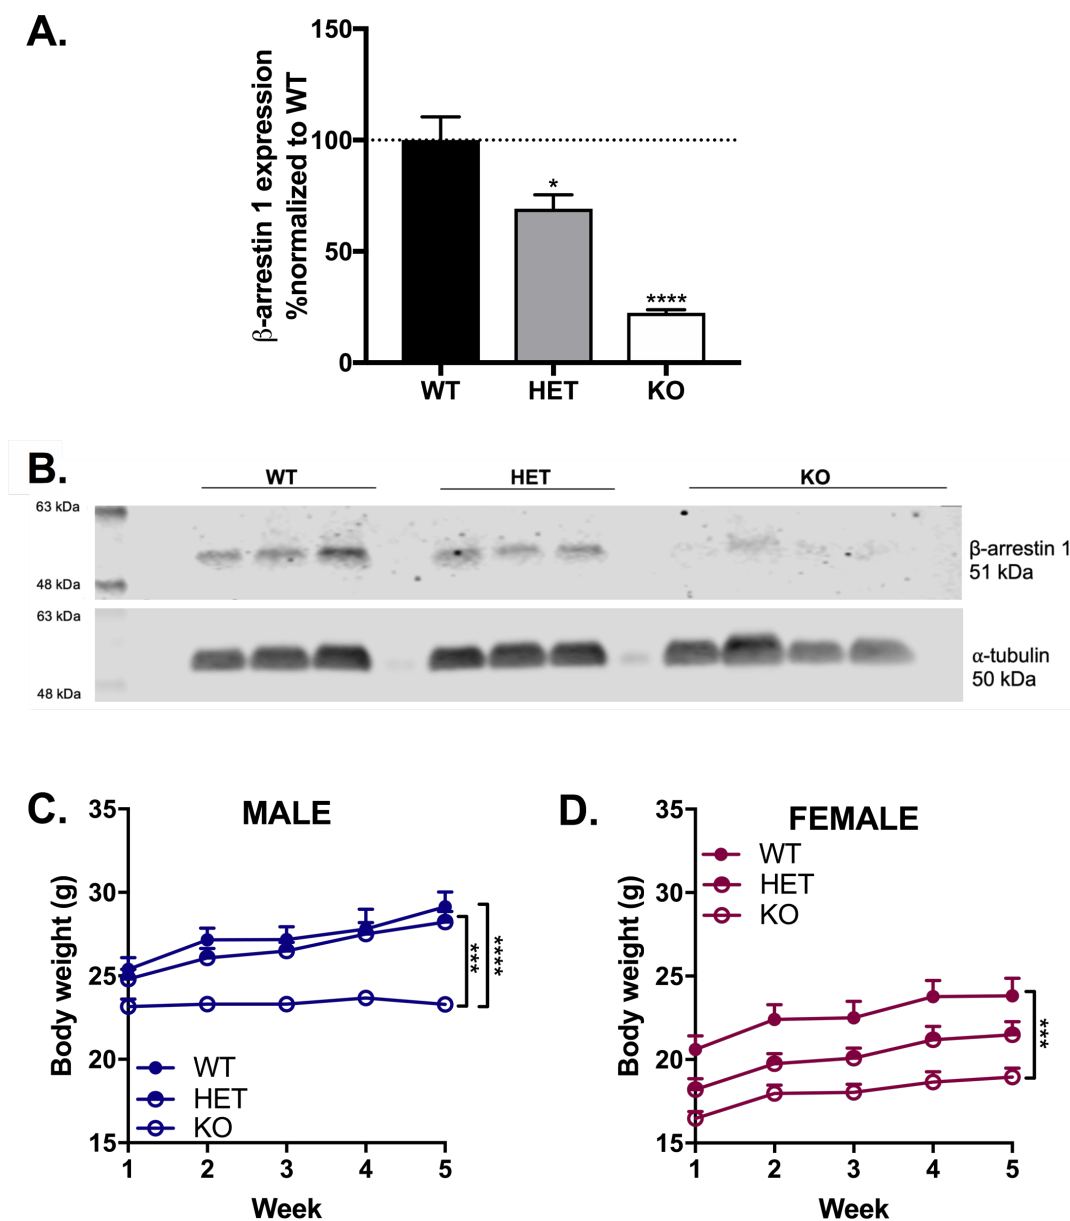 A.
β-arrestin 1 expression
%normalized to WT
150
100
50
0
*
****
WT HET KO
B.
WT HET KO
63 kDa
48 kDa
β-arrestin 1
51 kDa
63 kDa
48 kDa
α-tubulin
50 kDa
C.
MALE
Body weight (g)
35
30
25
20
15
***
****
WT
HET
KO
1 2 3 4 5
Week
D.
FEMALE
Body weight (g)
35
30
25
20
15
WT
HET
KO
***
1 2 3 4 5
Week